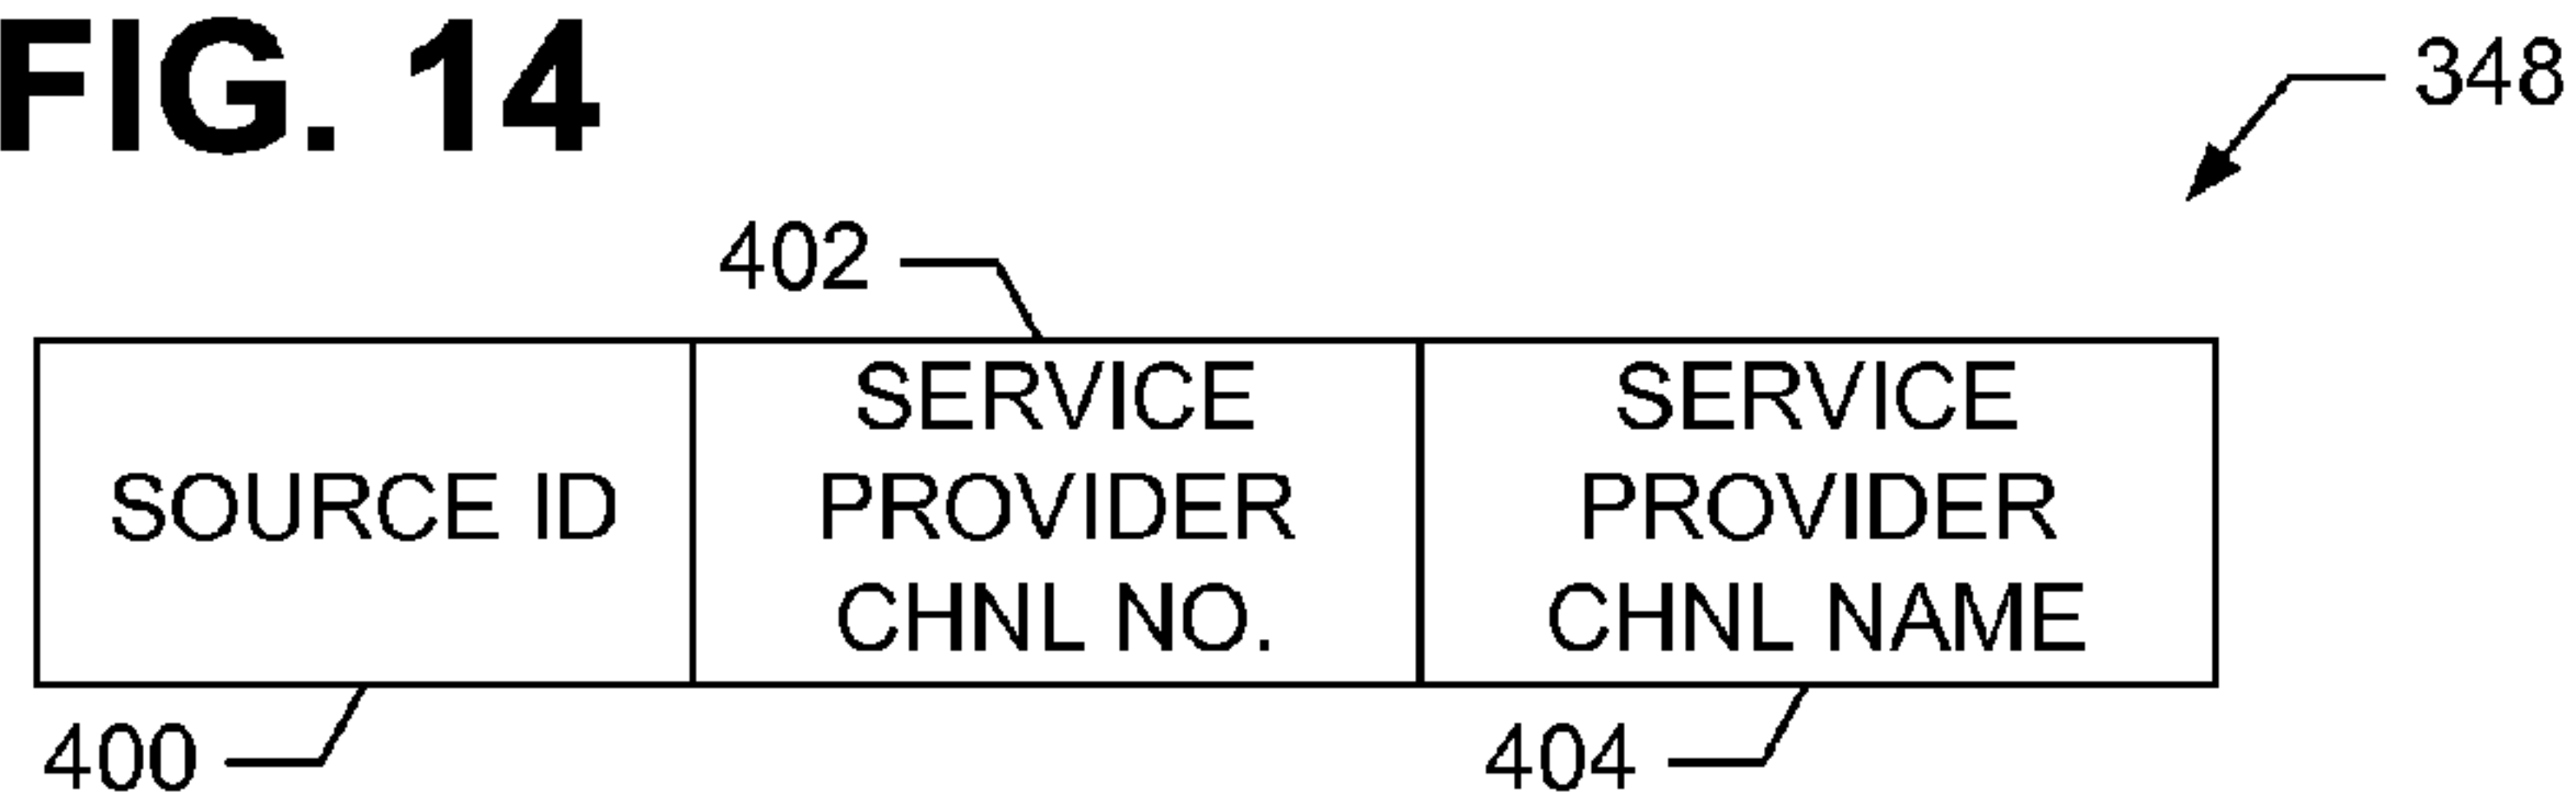 FIG. 14
348
402
SOURCE ID
SERVICE
PROVIDER
CHNL NO.
SERVICE
PROVIDER
CHNL NAME
400
404